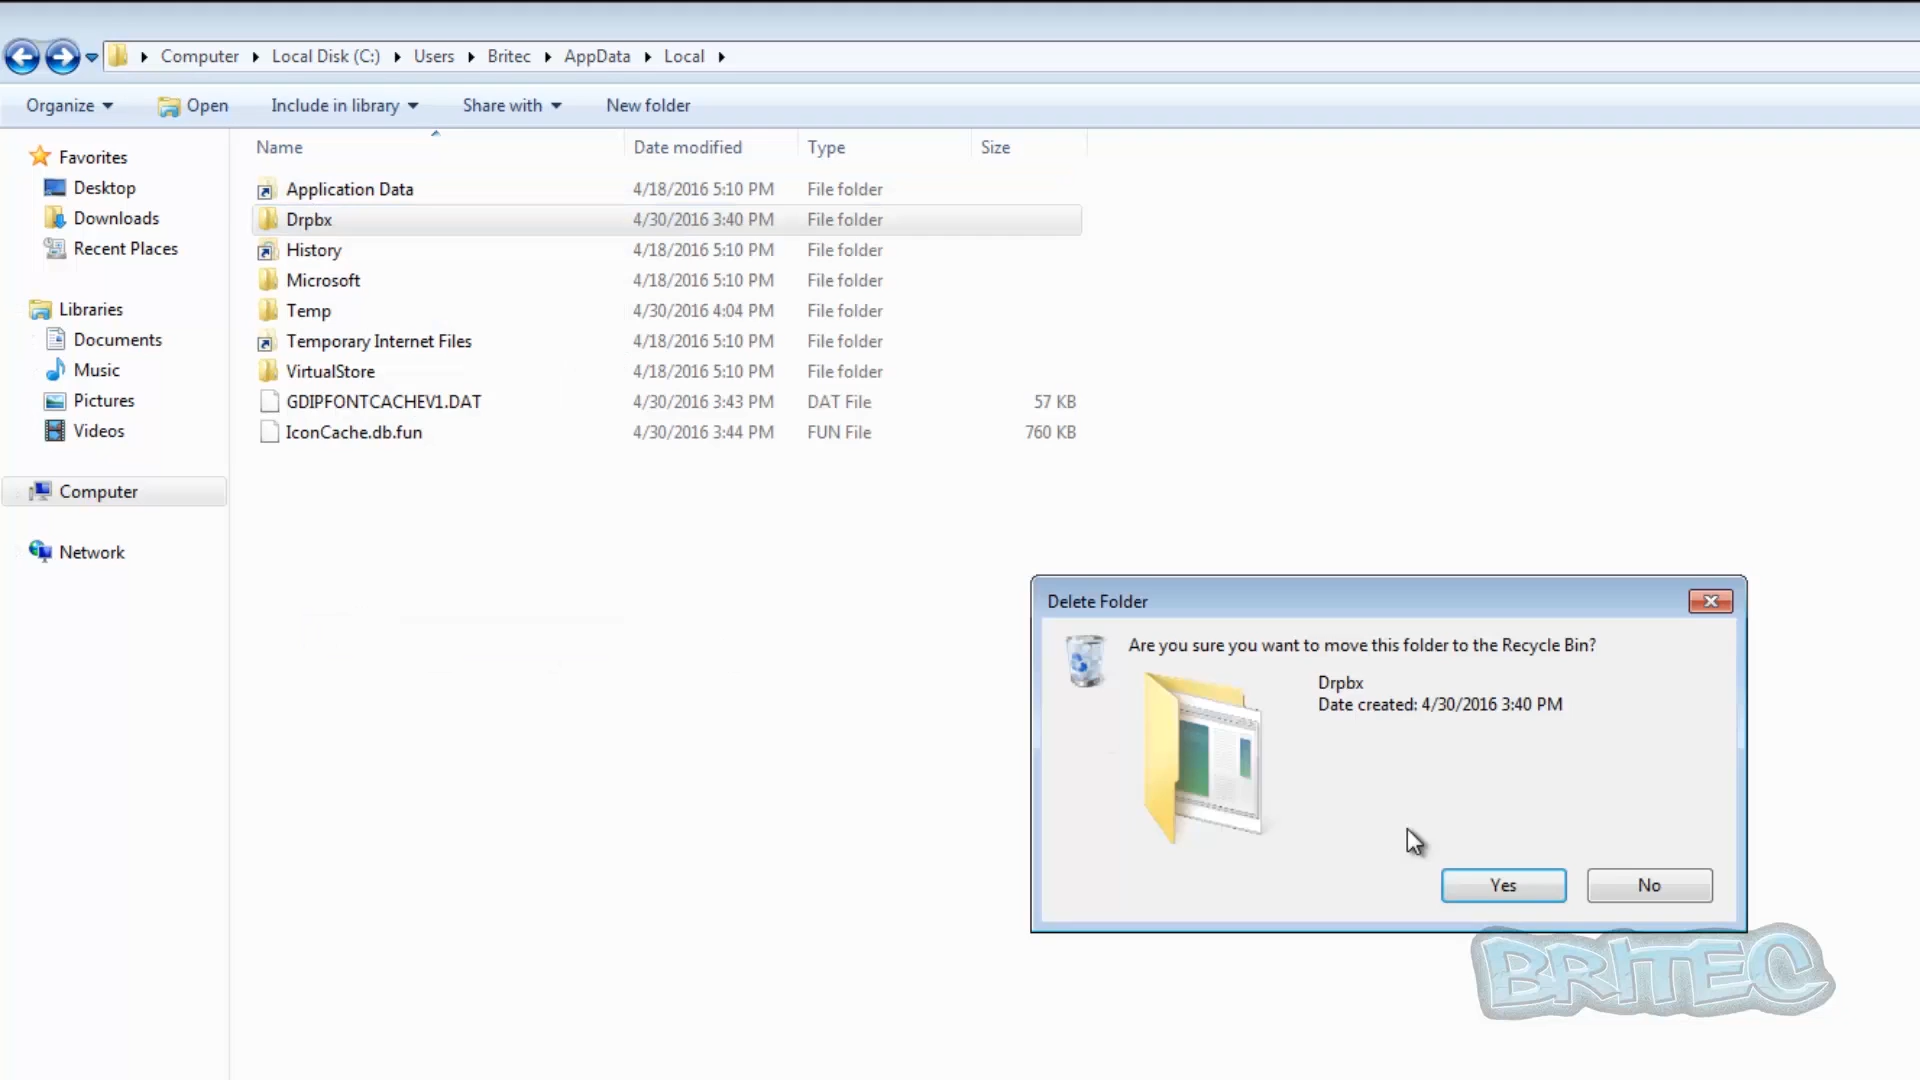 Computer Local Disk (C:) Users Britec AppData Local
Organize Open Include in library Share with New folder
Name Date modified Type Size
Favorites
Desktop
Downloads
Recent Places
Libraries
Documents
Music
Pictures
Videos
Computer
Network
Application Data 4/18/2016 5:10 PM File folder
Drpbx 4/30/2016 3:40 PM File folder
History 4/18/2016 5:10 PM File folder
Microsoft 4/18/2016 5:10 PM File folder
Temp 4/30/2016 4:04 PM File folder
Temporary Internet Files 4/18/2016 5:10 PM File folder
VirtualStore 4/18/2016 5:10 PM File folder
GDIPFONTCACHEV1.DAT 4/30/2016 3:43 PM DAT File 57 KB
IconCache.db.fun 4/30/2016 3:44 PM FUN File 760 KB
Delete Folder
Are you sure you want to move this folder to the Recycle Bin?
Drpbx
Date created: 4/30/2016 3:40 PM
Yes No
BRITEC